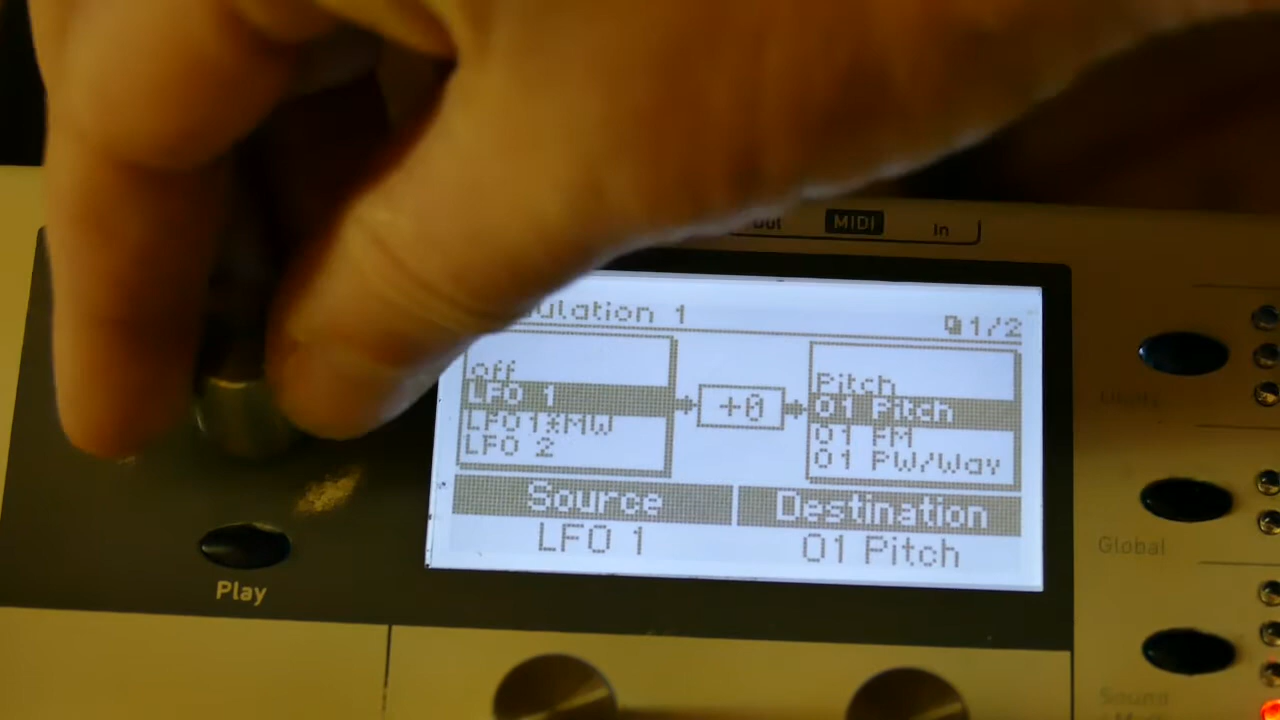 MIDI
In
ulation 1
1/2
off
LFO 1
LFO1*MW
LFO 2
+0
Pitch
O1 Pitch
O1 FM
O1 PW/Wav
Source
Destination
LFO 1
O1 Pitch
Play
Global
Sound